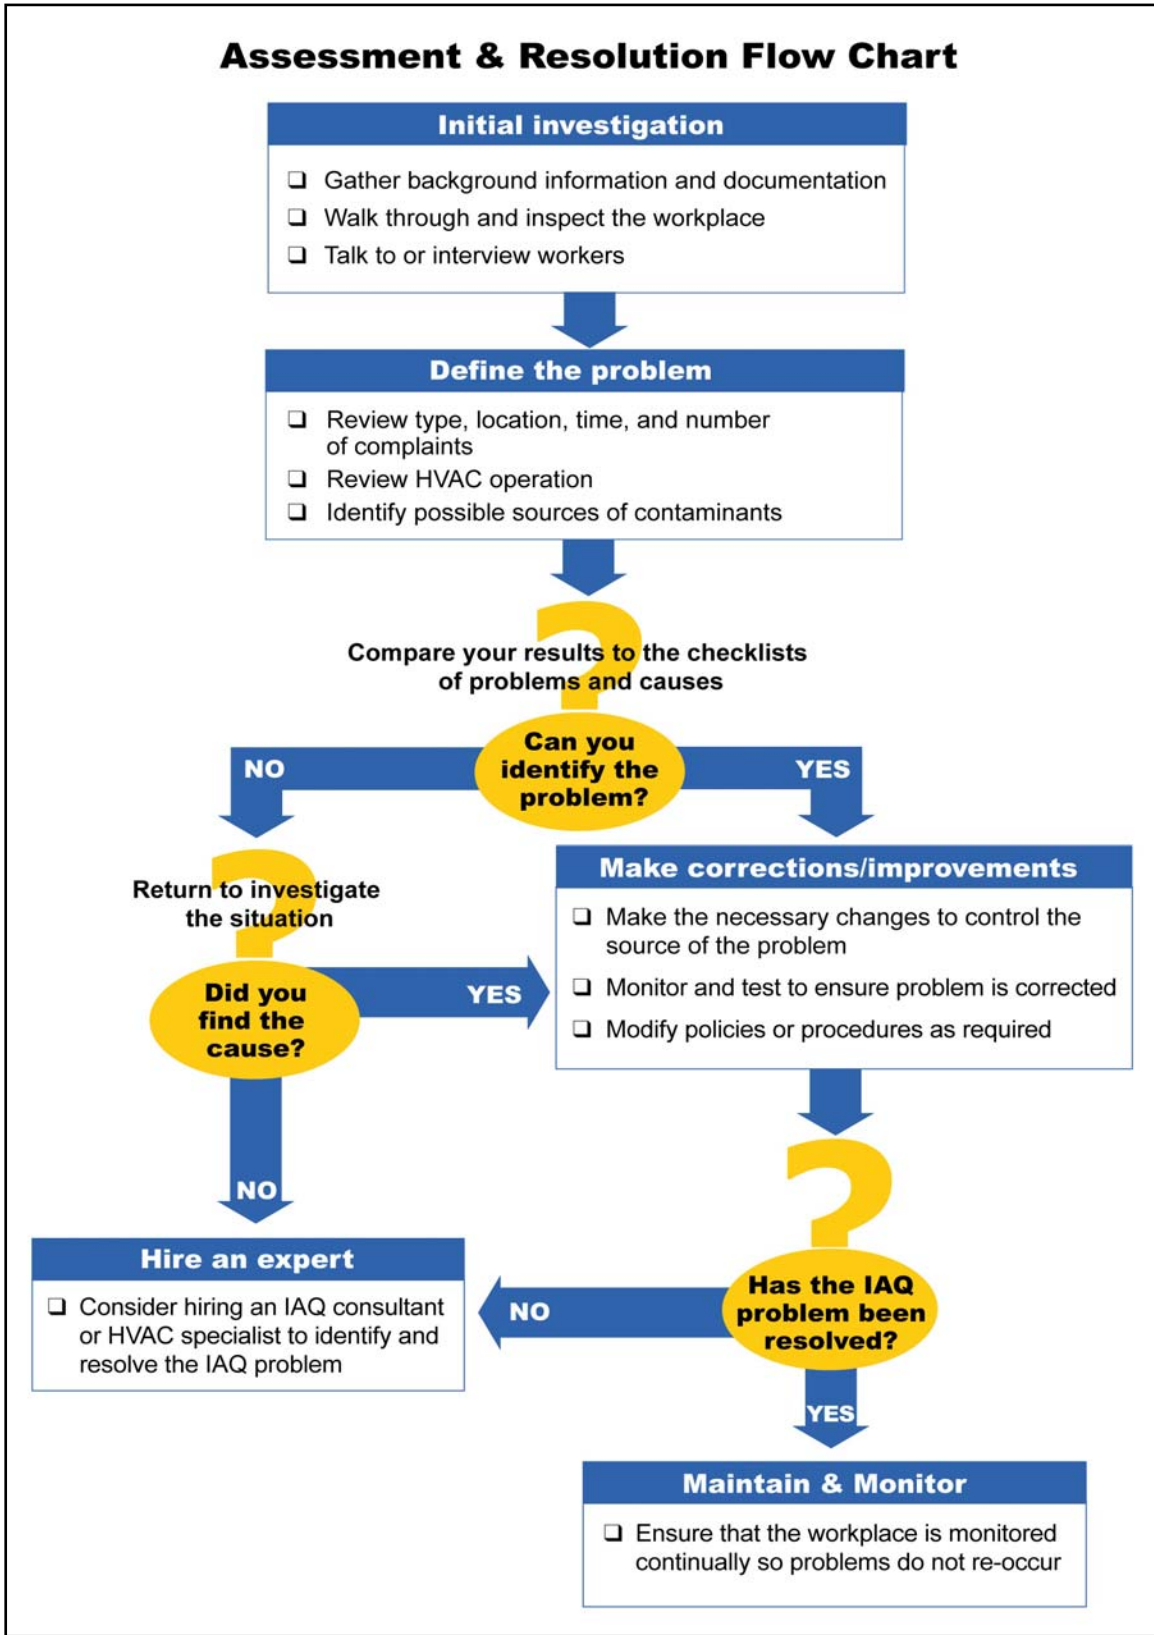 Assessment & Resolution Flow Chart
Initial investigation
❑ Gather background information and documentation
❑ Walk through and inspect the workplace
❑ Talk to or interview workers
Define the problem
❑ Review type, location, time, and number
of complaints
❑ Review HVAC operation
❑ Identify possible sources of contaminants
?
Compare your results to the checklists
of problems and causes
Can you
identify the
problem?
NO
YES
?
Return to investigate
the situation
Did you
find the
cause?
YES
NO
Make corrections/improvements
❑ Make the necessary changes to control the
source of the problem
❑ Monitor and test to ensure problem is corrected
❑ Modify policies or procedures as required
?
Has the IAQ
problem been
resolved?
NO
YES
Hire an expert
❑ Consider hiring an IAQ consultant
or HVAC specialist to identify and
resolve the IAQ problem
Maintain & Monitor
❑ Ensure that the workplace is monitored
continually so problems do not re-occur